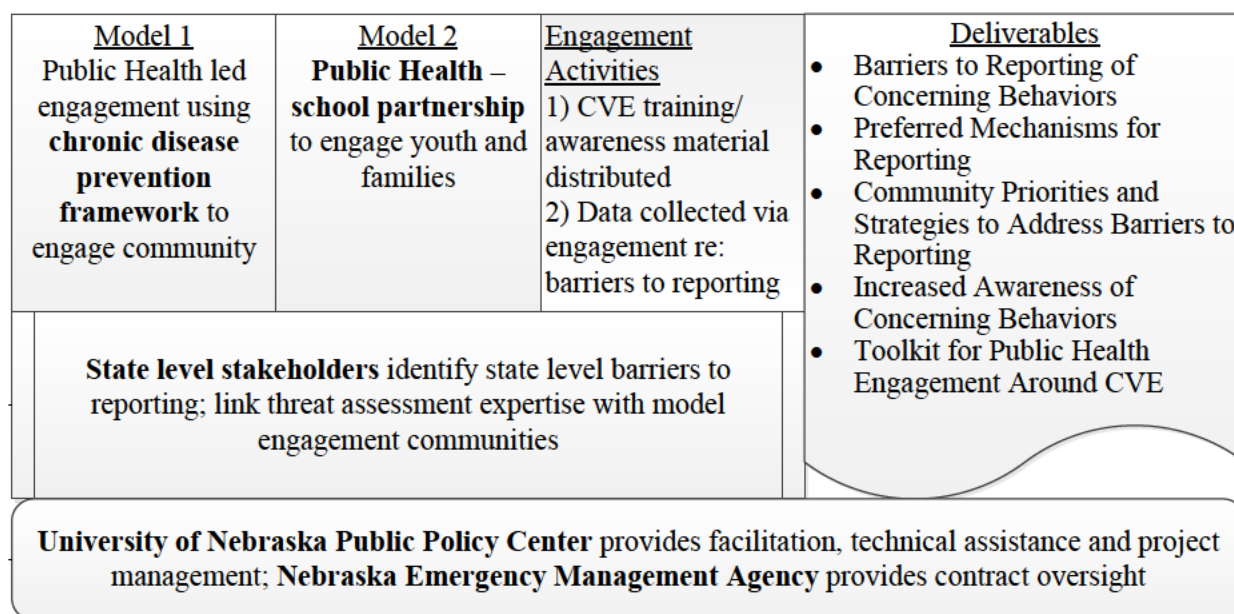 Model 1
Public Health led
engagement using
chronic disease
prevention
framework to
engage community
Model 2
Public Health –
school partnership
to engage youth and
families
Engagement
Activities
1) CVE training/
awareness material
distributed
2) Data collected via
engagement re:
barriers to reporting
Deliverables
• Barriers to Reporting of
Concerning Behaviors
• Preferred Mechanisms for
Reporting
• Community Priorities and
Strategies to Address Barriers to
Reporting
• Increased Awareness of
Concerning Behaviors
• Toolkit for Public Health
Engagement Around CVE
State level stakeholders identify state level barriers to
reporting; link threat assessment expertise with model
engagement communities
University of Nebraska Public Policy Center provides facilitation, technical assistance and project
management; Nebraska Emergency Management Agency provides contract oversight